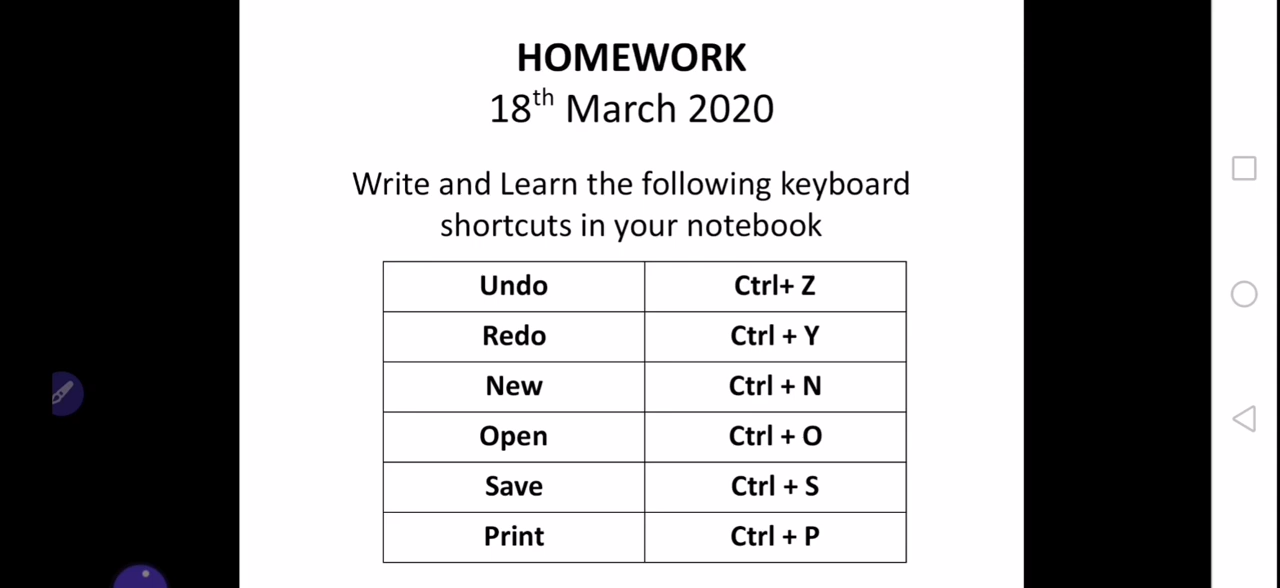 HOMEWORK
18th March 2020
Write and Learn the following keyboard
shortcuts in your notebook
Undo Ctrl+ Z
Redo Ctrl + Y
New Ctrl + N
Open Ctrl + O
Save Ctrl + S
Print Ctrl + P